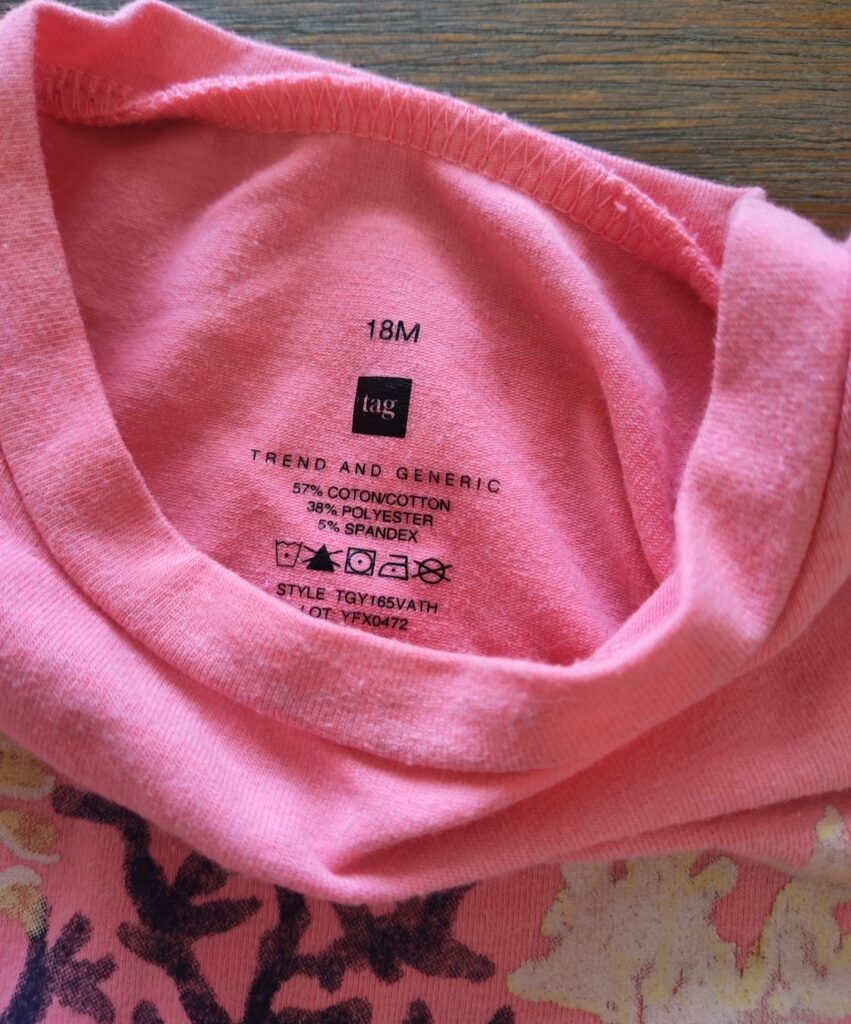 18M
tag
TREND AND GENERIC
57% COTON/COTTON
38% POLYESTER
5% SPANDEX
STYLE TGY165VATH
LOT: YFX0472